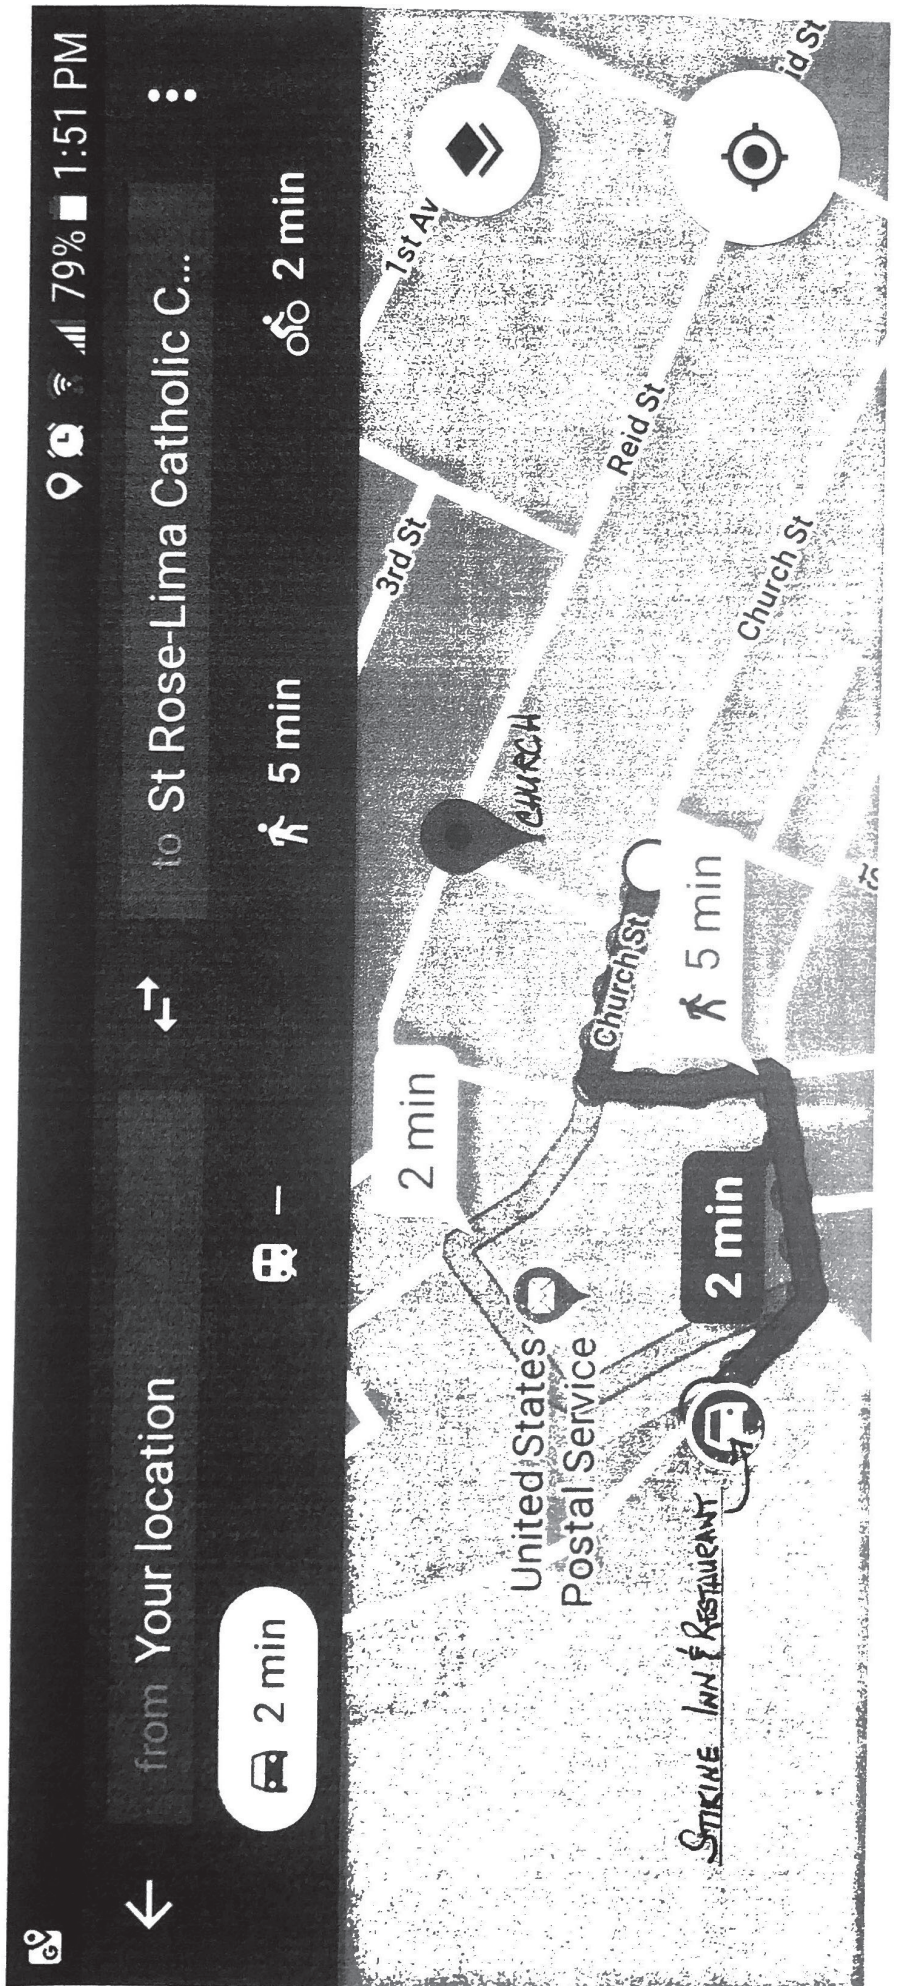 79% 1:51 PM
from Your location
to St Rose-Lima Catholic C...
2 min
–
5 min
2 min
1st Av
id St
3rd St
Reid St
Church St
CHURCH
2 min
Church St
5 min
St
2 min
United States
Postal Service
STIKINE INN & RESTAURANT